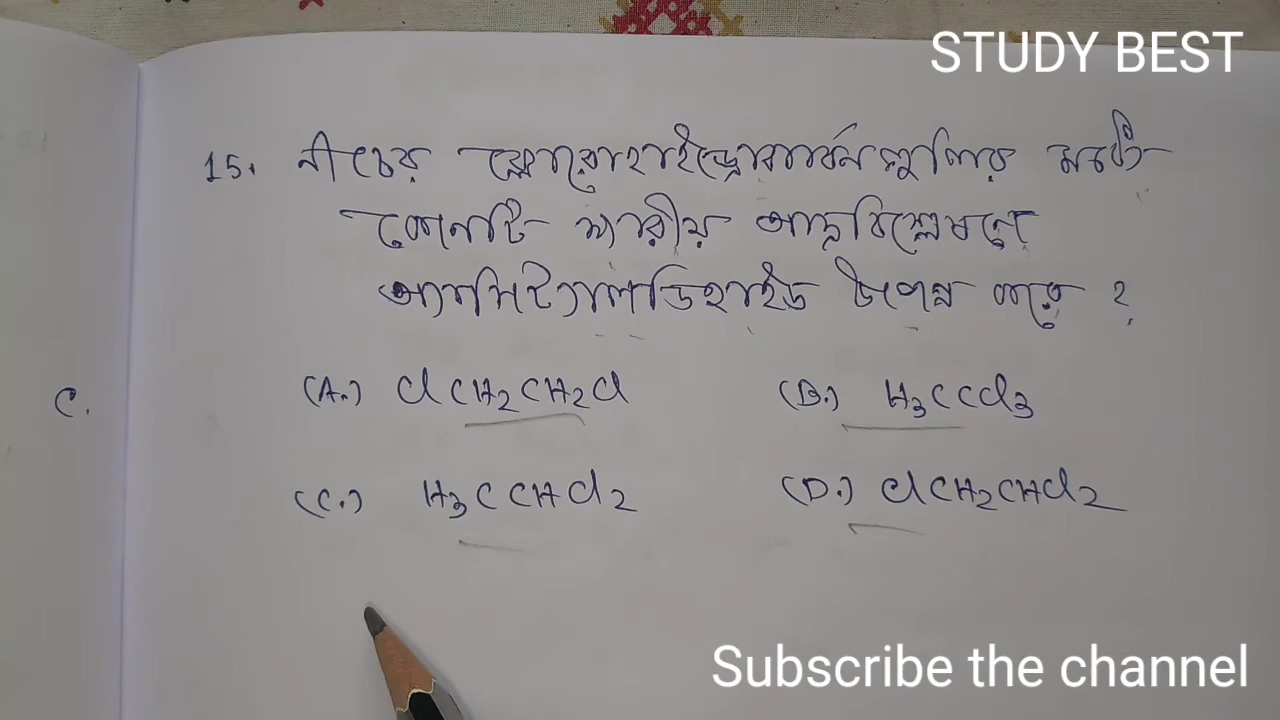 STUDY BEST
15. নীচের ক্লোরোহাইড্রোকার্বনগুলির মধ্যে
কোনটি ক্ষারীয় আর্দ্রবিশ্লেষণে
অ্যাসিট্যালডিহাইড উৎপন্ন করে ?
C.
(A.) ClCH2CH2Cl (B.) H3CCCl3
(C.) H3CCHCl2 (D.) ClCH2CHCl2
Subscribe the channel